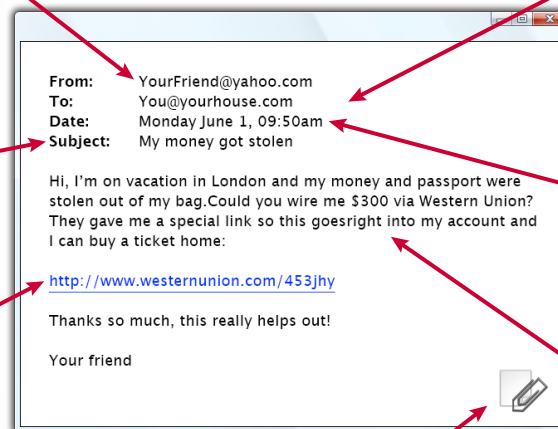 From: YourFriend@yahoo.com
To: You@yourhouse.com
Date: Monday June 1, 09:50am
Subject: My money got stolen
Hi, I'm on vacation in London and my money and passport were
stolen out of my bag.Could you wire me $300 via Western Union?
They gave me a special link so this goesright into my account and
I can buy a ticket home:
http://www.westernunion.com/453jhy
Thanks so much, this really helps out!
Your friend